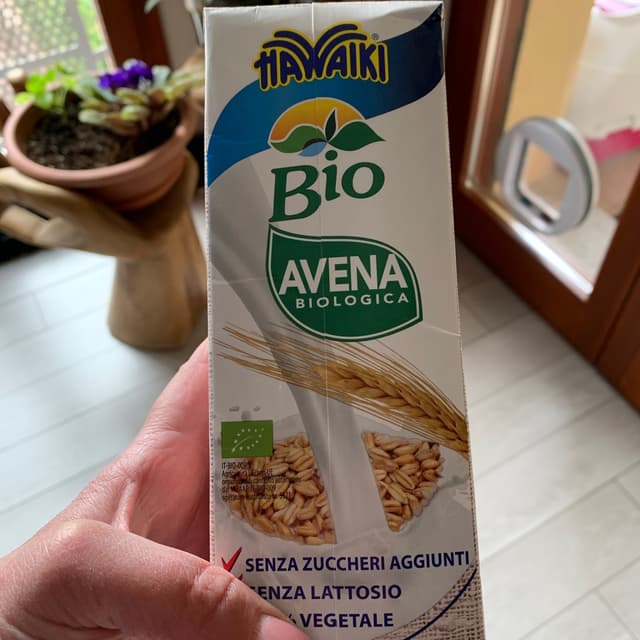 HAWAIKI
Bio
AVENA
BIOLOGICA
SENZA ZUCCHERI AGGIUNTI
SENZA LATTOSIO
% VEGETALE